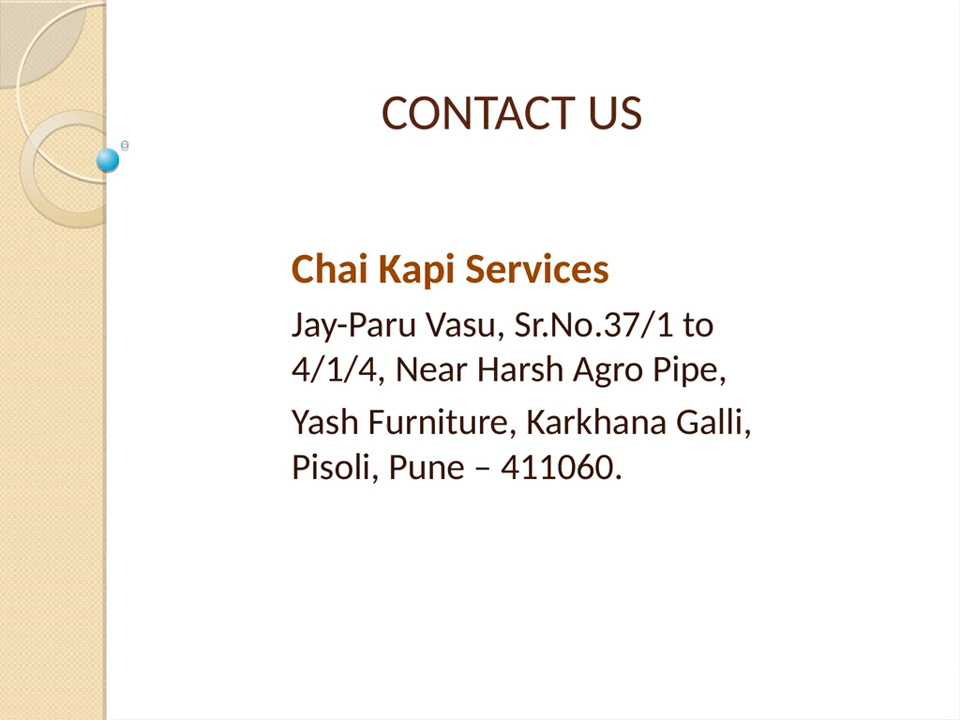 CONTACT US
Chai Kapi Services
Jay-Paru Vasu, Sr.No.37/1 to
4/1/4, Near Harsh Agro Pipe,
Yash Furniture, Karkhana Galli,
Pisoli, Pune – 411060.